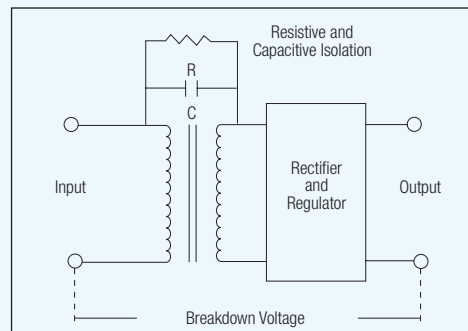 Resistive and
Capacitive Isolation
R
C
Input
Rectifier
and
Regulator
Output
Breakdown Voltage